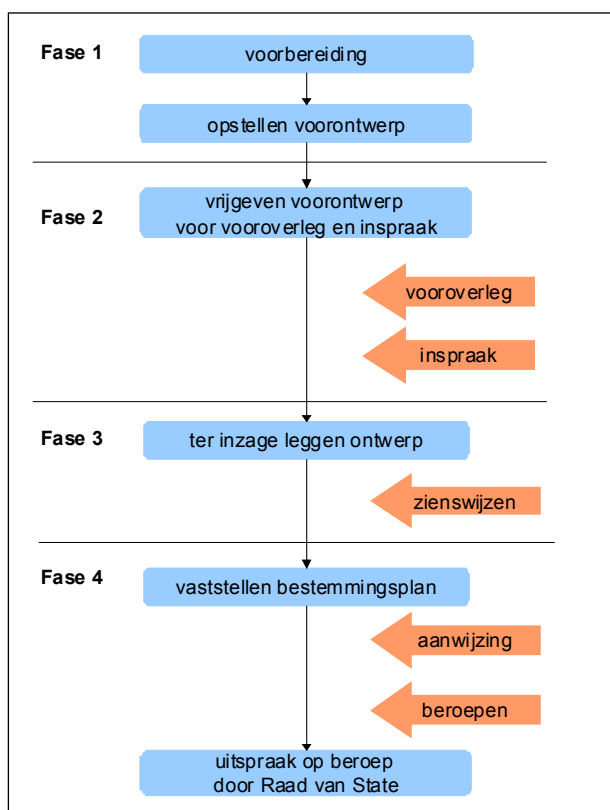 Fase 1
voorbereiding
opstellen voorontwerp
Fase 2
vrijgeven voorontwerp
voor vooroverleg en inspraak
vooroverleg
inspraak
Fase 3
ter inzage leggen ontwerp
zienswijzen
Fase 4
vaststellen bestemmingsplan
aanwijzing
beroepen
uitspraak op beroep
door Raad van State